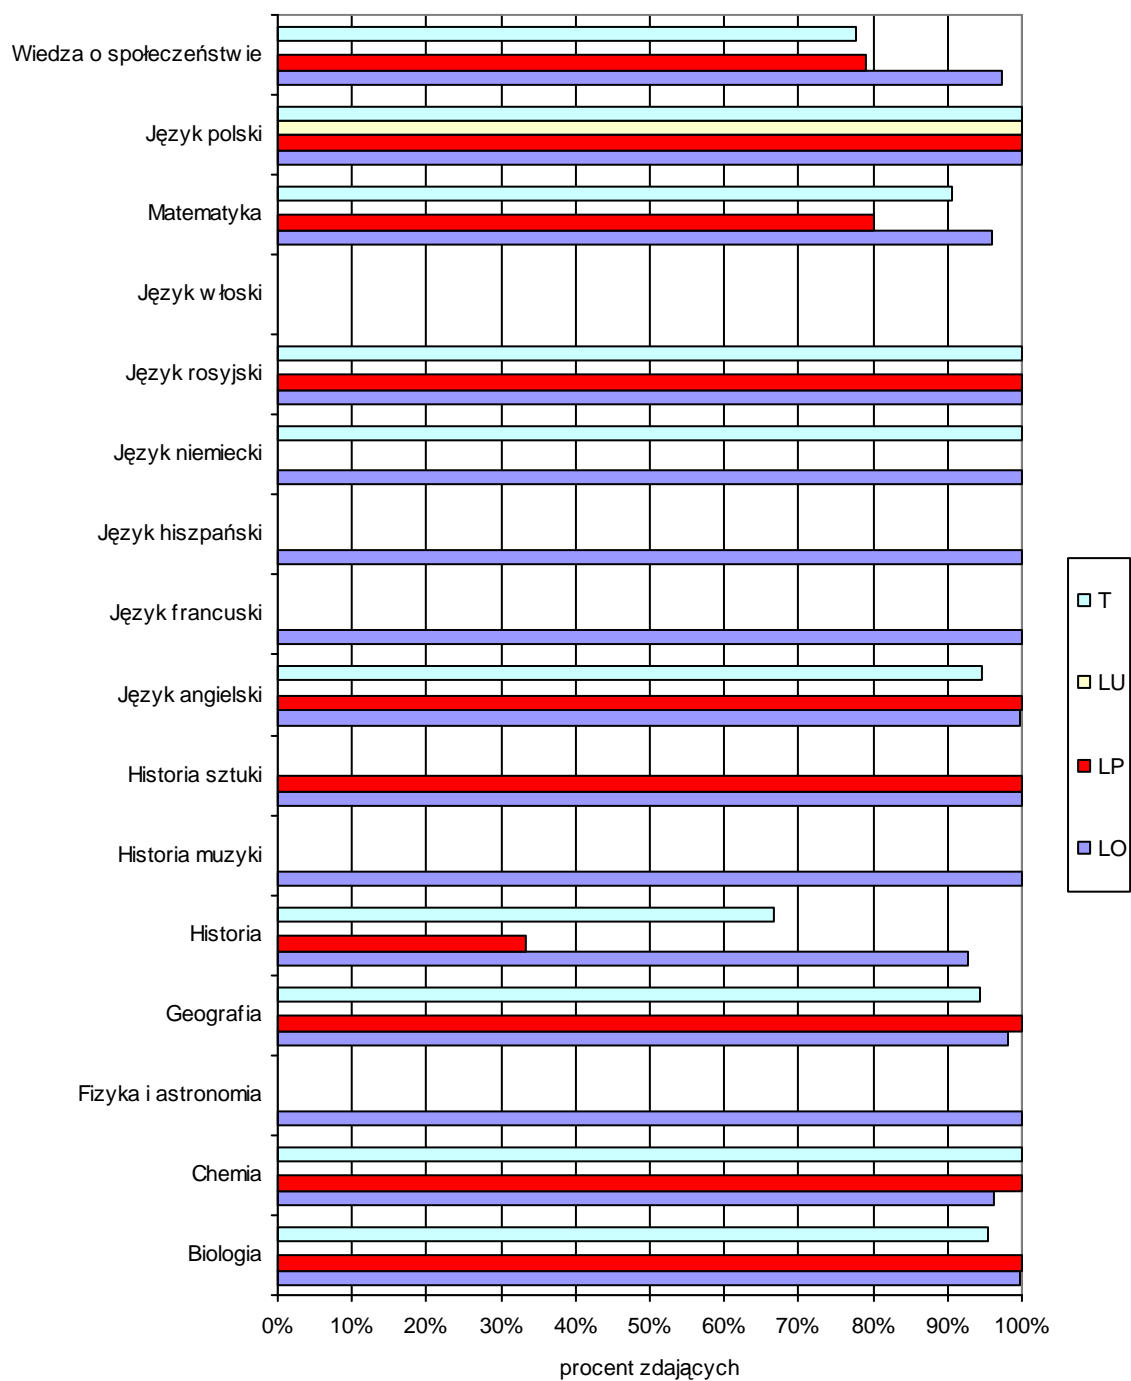 Wiedza o społeczeństwie
Język polski
Matematyka
Język włoski
Język rosyjski
Język niemiecki
Język hiszpański
Język francuski
Język angielski
Historia sztuki
Historia muzyki
Historia
Geografia
Fizyka i astronomia
Chemia
Biologia
0% 10% 20% 30% 40% 50% 60% 70% 80% 90% 100%
procent zdających
T
LU
LP
LO